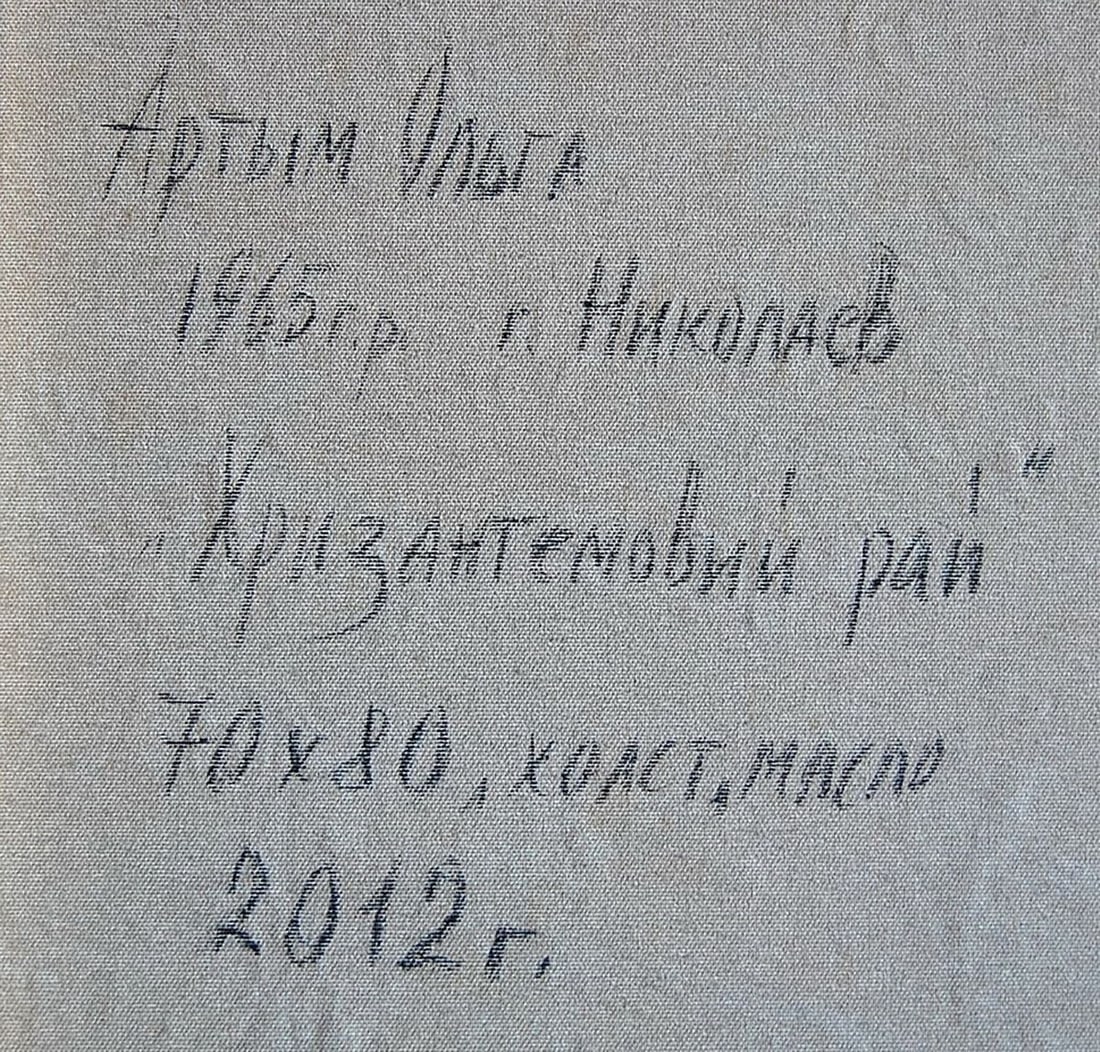 Артым Ольга
1965г.р г. Николаев
„Хризантемовий рай"
70х80, холст, масло
2012г.